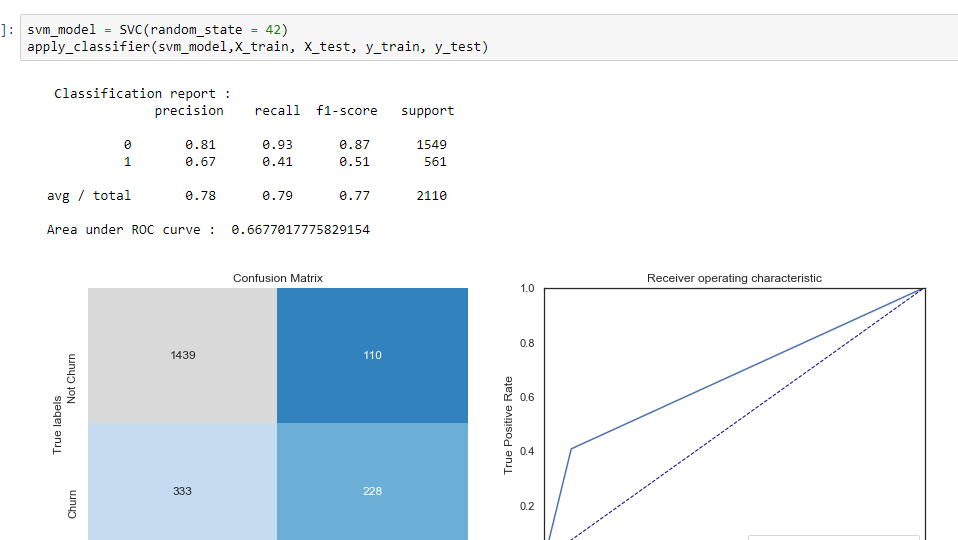 ]: svm_model = SVC(random_state = 42)
apply_classifier(svm_model,X_train, X_test, y_train, y_test)
Classification report :
precision recall f1-score support
0 0.81 0.93 0.87 1549
1 0.67 0.41 0.51 561
avg / total 0.78 0.79 0.77 2110
Area under ROC curve : 0.6677017775829154
Confusion Matrix
True labels
Not Churn
Churn
1439 110
333 228
Receiver operating characteristic
True Positive Rate
1.0
0.8
0.6
0.4
0.2